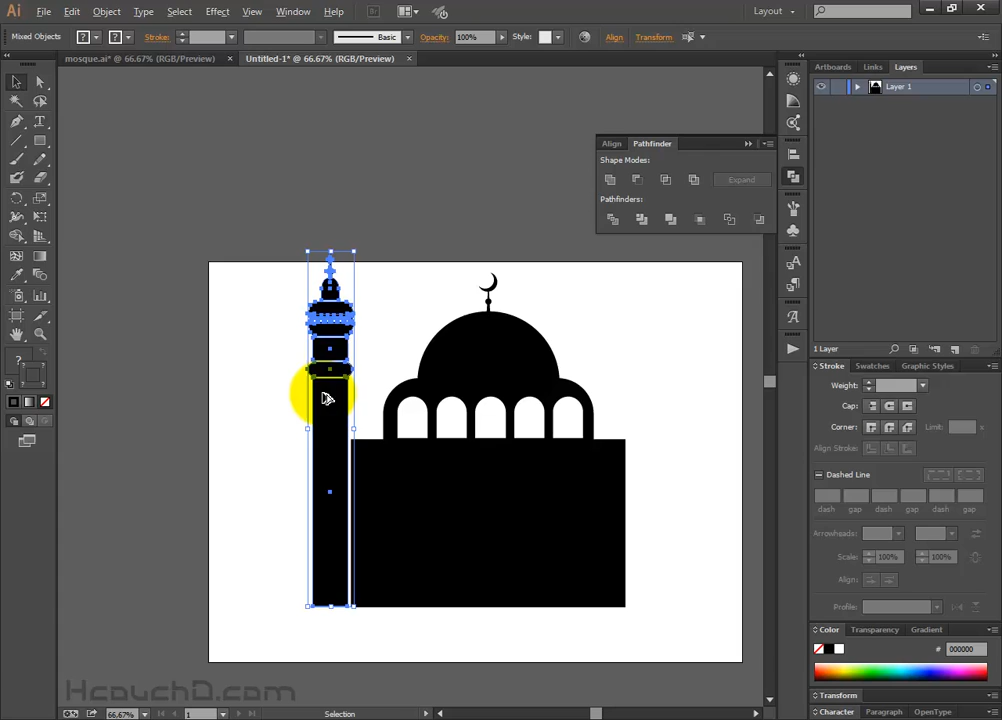 Ai File Edit Object Type Select Effect View Window Help Br Layout
Mixed Objects ? ? Stroke: Basic Opacity: 100% Style: Align Transform
mosque.ai* @ 66.67% (RGB/Preview) × Untitled-1* @ 66.67% (RGB/Preview) ×
Artboards Links Layers
Layer 1
Align Pathfinder
Shape Modes:
Expand
Pathfinders:
1 Layer
Stroke Swatches Graphic Styles
Weight:
Cap:
Corner: Limit: x
Align Stroke:
Dashed Line
dash gap dash gap dash gap
Arrowheads:
Scale: 100% 100%
Align:
Profile:
Color Transparency Gradient
# 000000
Transform
Character Paragraph OpenType
HcouchD.com
66.67% 1 Selection